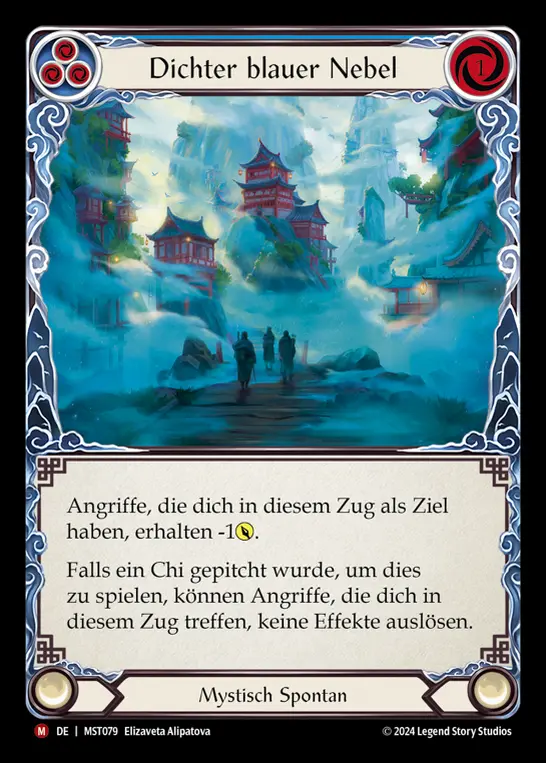 Dichter blauer Nebel
1
Angriffe, die dich in diesem Zug als Ziel
haben, erhalten -1.
Falls ein Chi gepitcht wurde, um dies
zu spielen, können Angriffe, die dich in
diesem Zug treffen, keine Effekte auslösen.
Mystisch Spontan
M DE | MST079 Elizaveta Alipatova
© 2024 Legend Story Studios